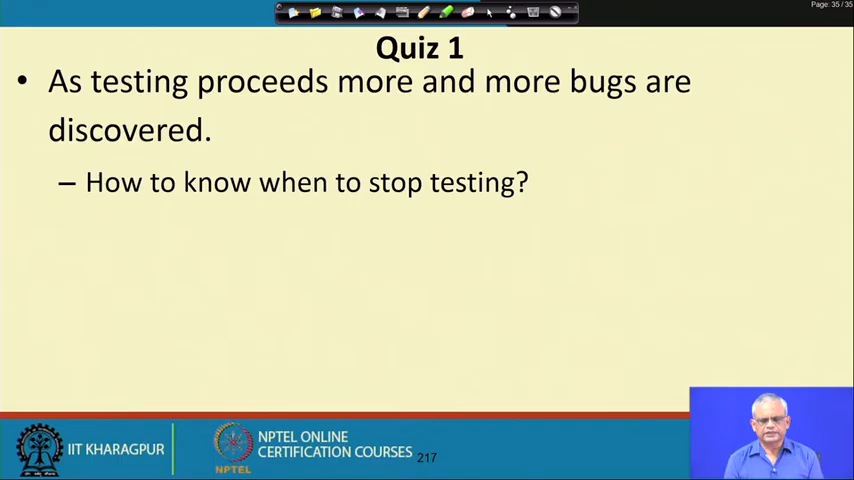 Page: 35 / 35
Quiz 1
• As testing proceeds more and more bugs are
discovered.
– How to know when to stop testing?
IIT KHARAGPUR
NPTEL
NPTEL ONLINE
CERTIFICATION COURSES
217